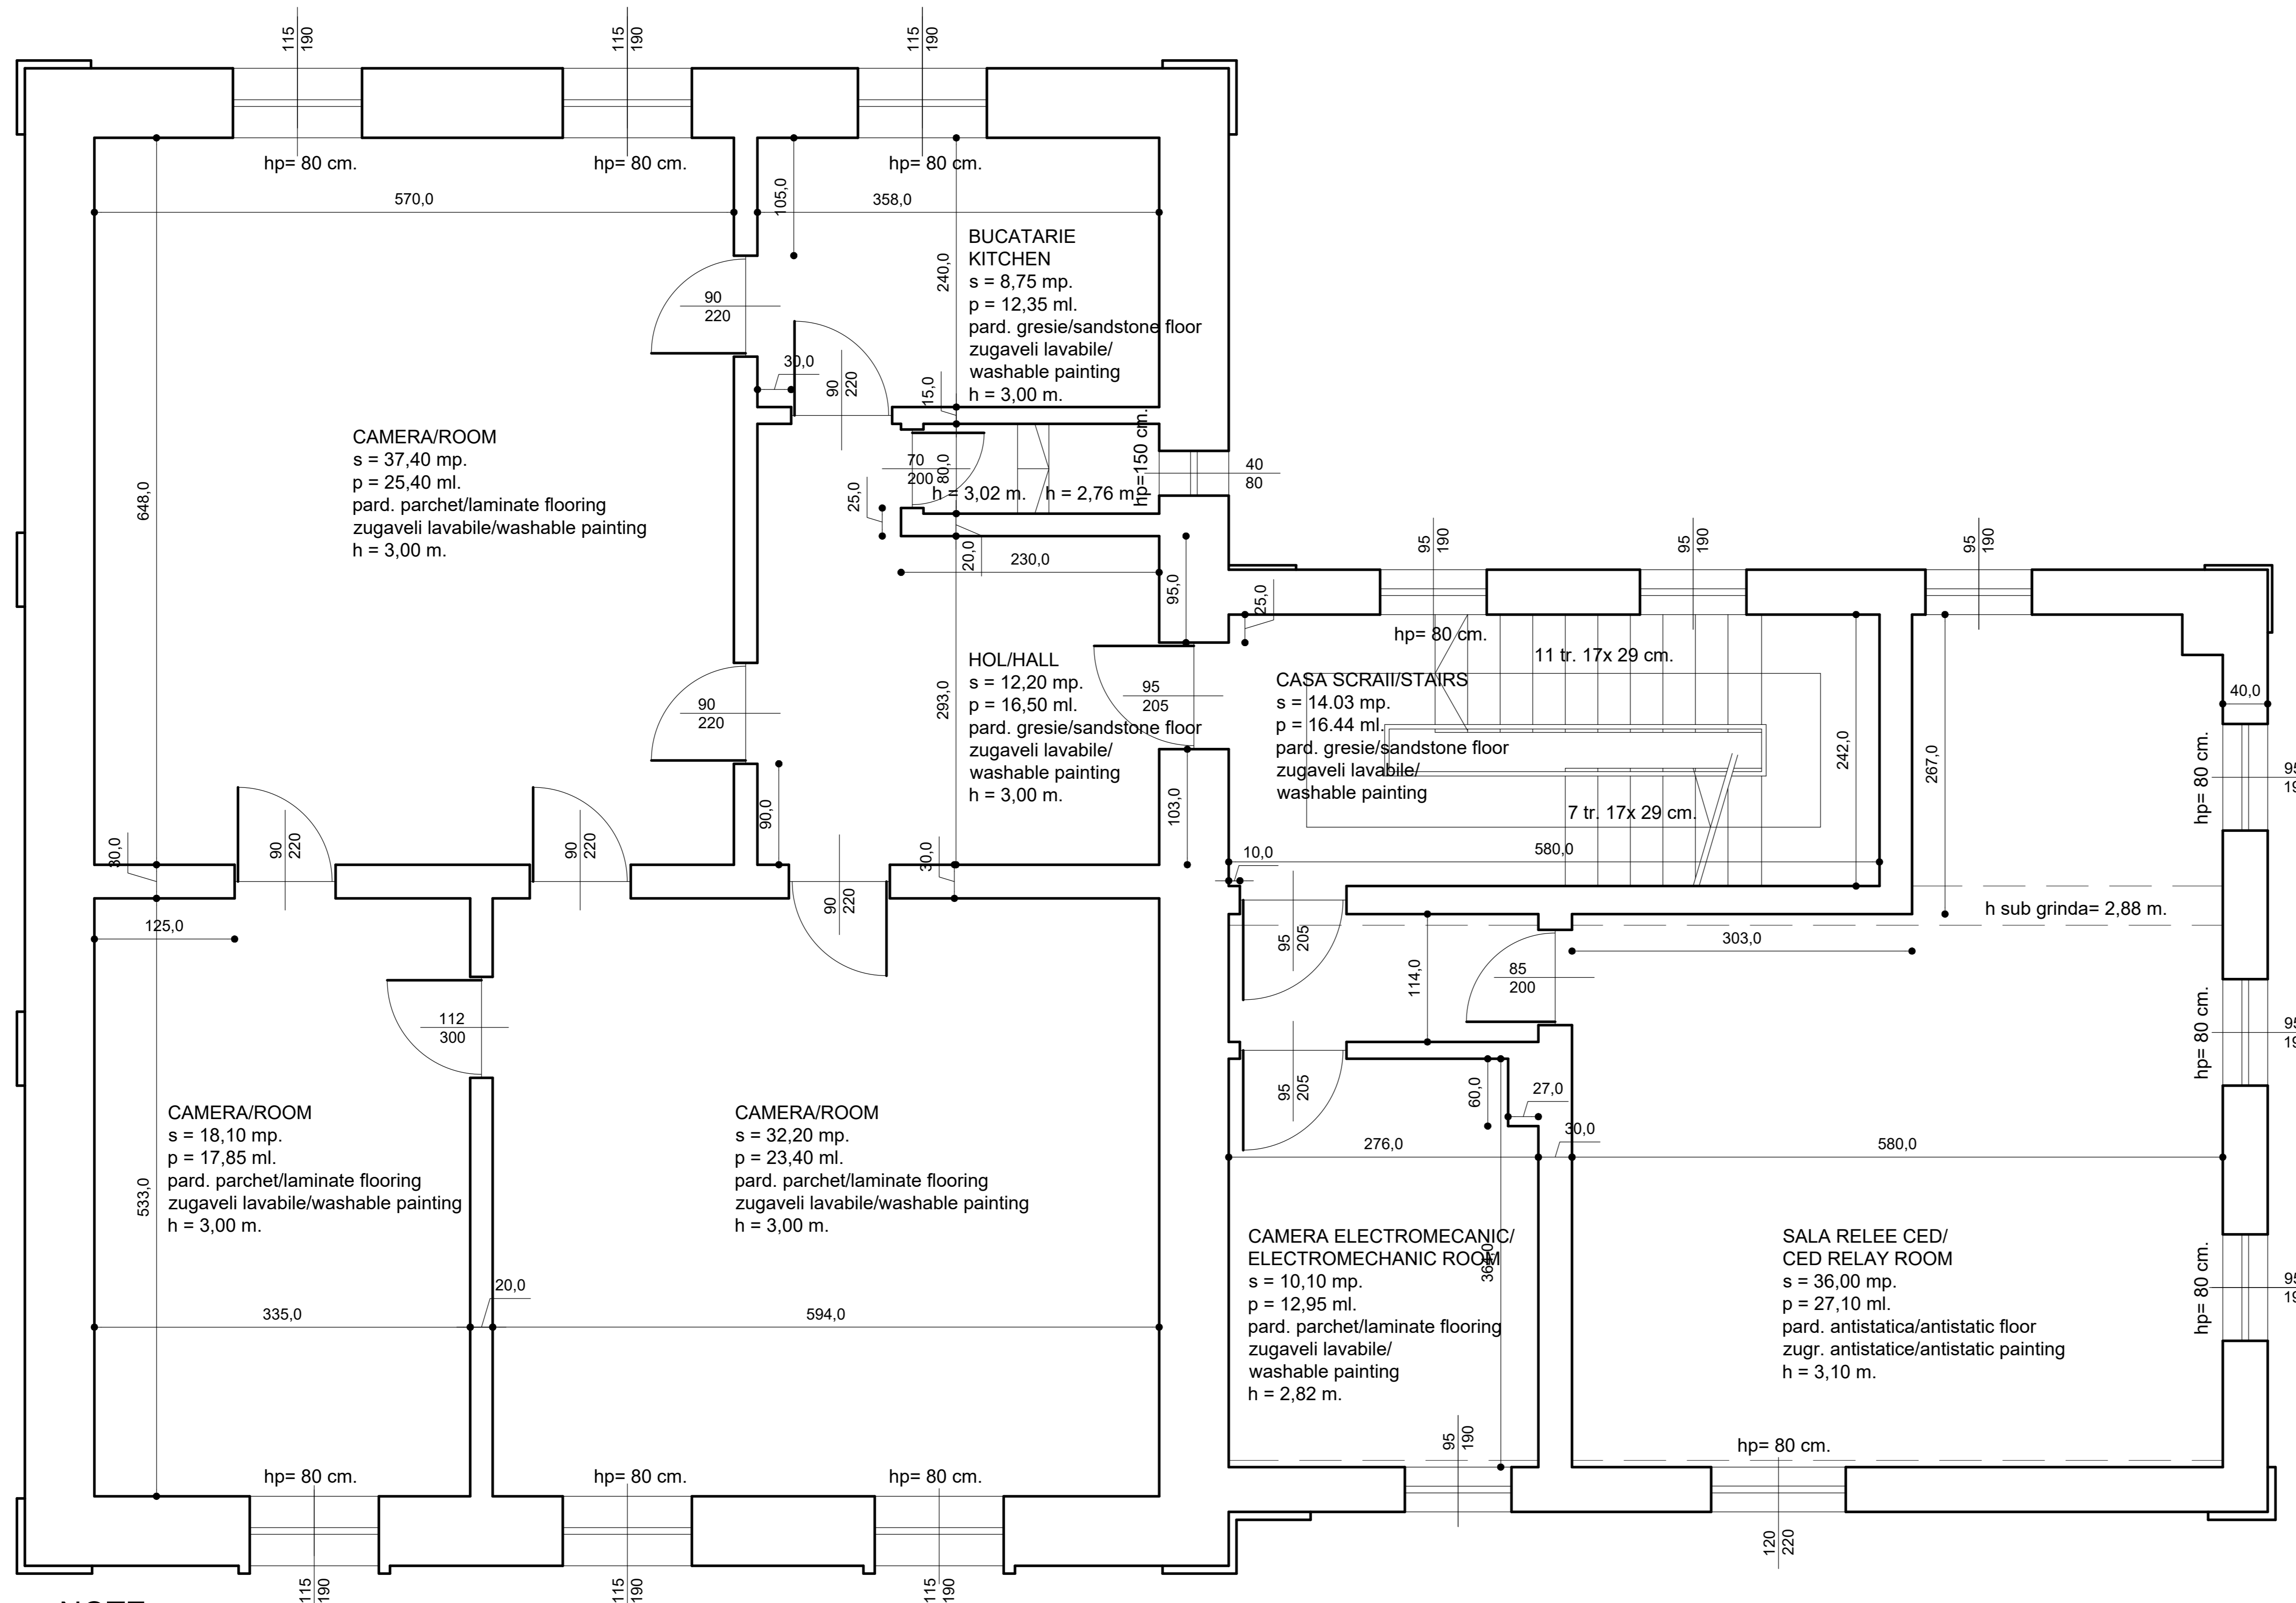 115
190
115
190
115
190
hp= 80 cm.
hp= 80 cm.
hp= 80 cm.
570,0
105,0
358,0
BUCATARIE
KITCHEN
s = 8,75 mp.
p = 12,35 ml.
pard. gresie/sandstone floor
zugaveli lavabile/
washable painting
h = 3,00 m.
240,0
90
220
30,0
90
220
15,0
CAMERA/ROOM
s = 37,40 mp.
p = 25,40 ml.
pard. parchet/laminate flooring
zugaveli lavabile/washable painting
h = 3,00 m.
648,0
70
200
80,0
h = 3,02 m.
h = 2,76 m.
hp=150 cm.
40
80
25,0
20,0
230,0
95,0
25,0
95
190
95
190
95
190
hp= 80 cm.
11 tr. 17x 29 cm.
HOL/HALL
s = 12,20 mp.
p = 16,50 ml.
pard. gresie/sandstone floor
zugaveli lavabile/
washable painting
h = 3,00 m.
293,0
95
205
CASA SCRAII/STAIRS
s = 14.03 mp.
p = 16.44 ml.
pard. gresie/sandstone floor
zugaveli lavabile/
washable painting
7 tr. 17x 29 cm.
242,0
267,0
40,0
hp= 80 cm.
90
220
90,0
103,0
30,0
90
220
90
220
90
220
30,0
10,0
580,0
125,0
95
205
114,0
85
200
303,0
h sub grinda= 2,88 m.
hp= 80 cm.
112
300
95
205
60,0
27,0
30,0
276,0
580,0
CAMERA/ROOM
s = 18,10 mp.
p = 17,85 ml.
pard. parchet/laminate flooring
zugaveli lavabile/washable painting
h = 3,00 m.
533,0
CAMERA/ROOM
s = 32,20 mp.
p = 23,40 ml.
pard. parchet/laminate flooring
zugaveli lavabile/washable painting
h = 3,00 m.
335,0
20,0
594,0
CAMERA ELECTROMECANIC/
ELECTROMECHANIC ROOM
s = 10,10 mp.
p = 12,95 ml.
pard. parchet/laminate flooring
zugaveli lavabile/
washable painting
h = 2,82 m.
SALA RELEE CED/
CED RELAY ROOM
s = 36,00 mp.
p = 27,10 ml.
pard. antistatica/antistatic floor
zugr. antistatice/antistatic painting
h = 3,10 m.
hp= 80 cm.
hp= 80 cm.
hp= 80 cm.
hp= 80 cm.
95
190
hp= 80 cm.
120
220
115
190
115
190
115
190